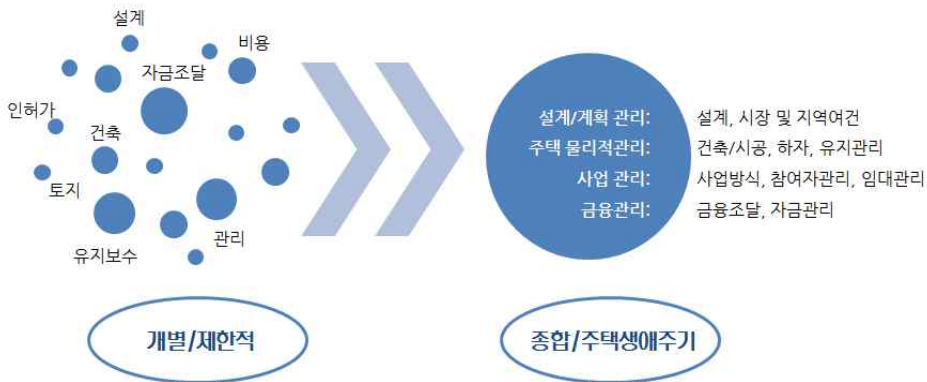 설계
비용
자금조달
인허가
건축
토지
관리
유지보수
개별/제한적
설계/계획 관리: 설계, 시장 및 지역여건
주택 물리적관리: 건축/시공, 하자, 유지관리
사업 관리: 사업방식, 참여자관리, 임대관리
금융관리: 금융조달, 자금관리
종합/주택생애주기